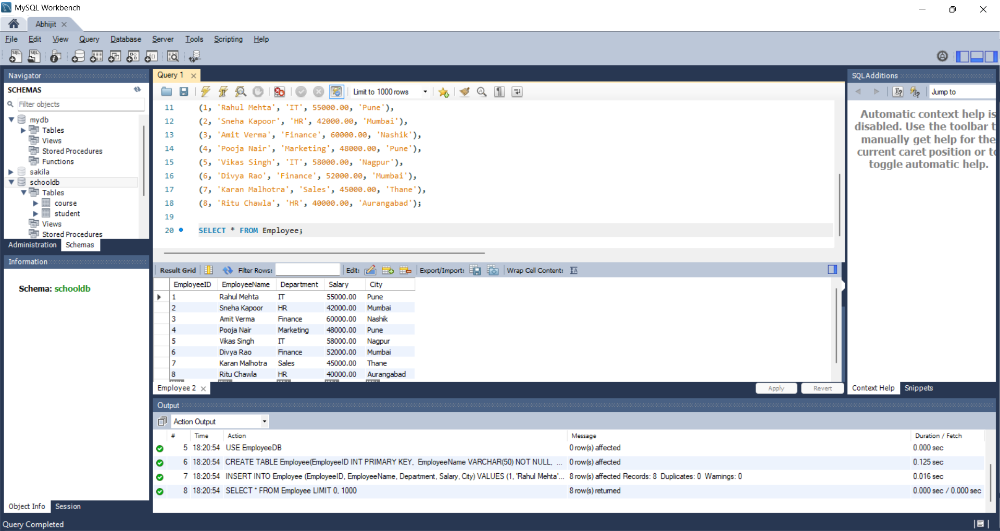 MySQL Workbench
Abhijit
File Edit View Query Database Server Tools Scripting Help
Navigator
SCHEMAS
Filter objects
mydb
Tables
Views
Stored Procedures
Functions
sakila
schooldb
Tables
course
student
Views
Stored Procedures
Administration Schemas
Information
Schema: schooldb
Object Info Session
Query 1
Limit to 1000 rows
11 (1, 'Rahul Mehta', 'IT', 55000.00, 'Pune'),
12 (2, 'Sneha Kapoor', 'HR', 42000.00, 'Mumbai'),
13 (3, 'Amit Verma', 'Finance', 60000.00, 'Nashik'),
14 (4, 'Pooja Nair', 'Marketing', 48000.00, 'Pune'),
15 (5, 'Vikas Singh', 'IT', 58000.00, 'Nagpur'),
16 (6, 'Divya Rao', 'Finance', 52000.00, 'Mumbai'),
17 (7, 'Karan Malhotra', 'Sales', 45000.00, 'Thane'),
18 (8, 'Ritu Chawla', 'HR', 40000.00, 'Aurangabad');
19
20 SELECT * FROM Employee;
Result Grid Filter Rows: Edit: Export/Import: Wrap Cell Content:
EmployeeID EmployeeName Department Salary City
1 Rahul Mehta IT 55000.00 Pune
2 Sneha Kapoor HR 42000.00 Mumbai
3 Amit Verma Finance 60000.00 Nashik
4 Pooja Nair Marketing 48000.00 Pune
5 Vikas Singh IT 58000.00 Nagpur
6 Divya Rao Finance 52000.00 Mumbai
7 Karan Malhotra Sales 45000.00 Thane
8 Ritu Chawla HR 40000.00 Aurangabad
Employee 2
Apply Revert
SQLAdditions
Jump to
Automatic context help is
disabled. Use the toolbar
manually get help for the
current caret position or
toggle automatic help.
Context Help Snippets
Output
Action Output
# Time Action Message Duration / Fetch
5 18:20:54 USE EmployeeDB 0 row(s) affected 0.000 sec
6 18:20:54 CREATE TABLE Employee(EmployeeID INT PRIMARY KEY, EmployeeName VARCHAR(50) NOT NULL, ... 0 row(s) affected 0.125 sec
7 18:20:54 INSERT INTO Employee (EmployeeID, EmployeeName, Department, Salary, City) VALUES (1, 'Rahul Mehta'... 8 row(s) affected Records: 8 Duplicates: 0 Warnings: 0 0.016 sec
8 18:20:54 SELECT * FROM Employee LIMIT 0, 1000 8 row(s) returned 0.000 sec / 0.000 sec
Query Completed